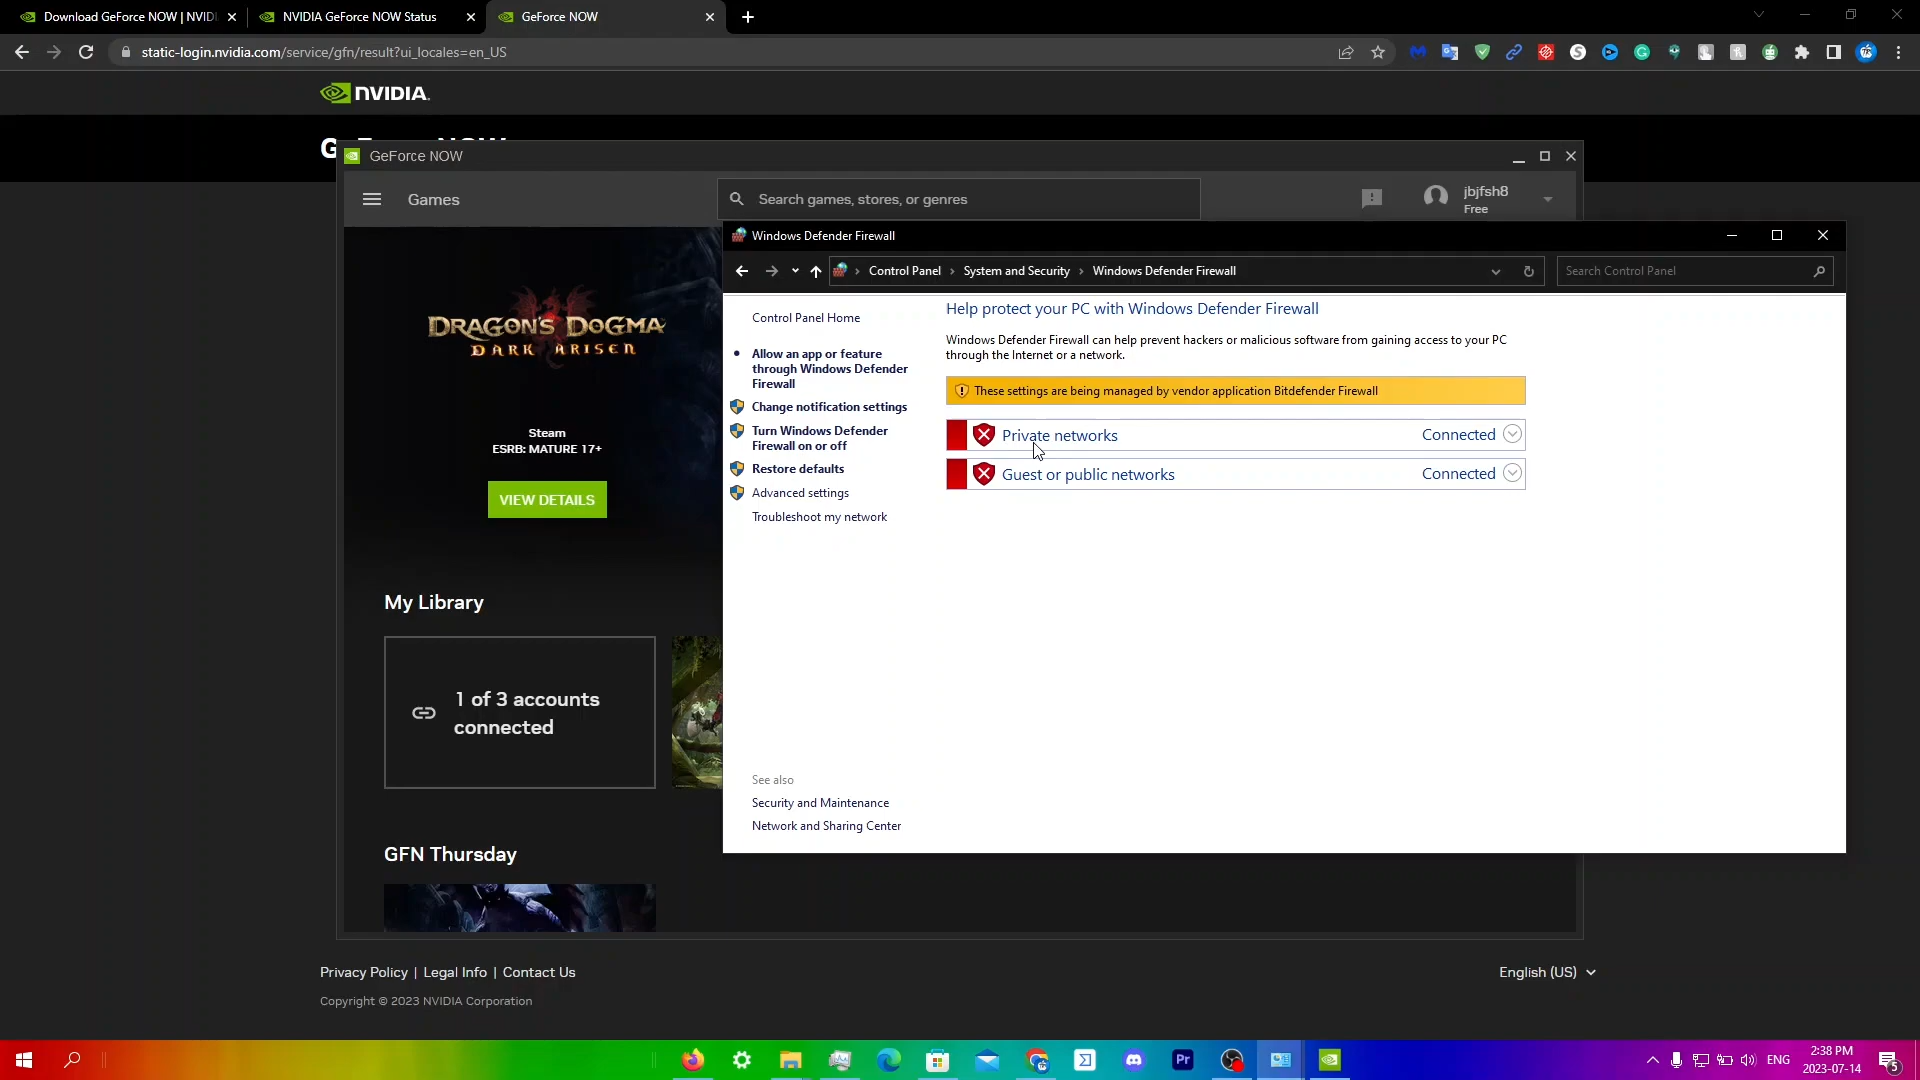 Download GeForce NOW | NVIDI
NVIDIA GeForce NOW Status
GeForce NOW
static-login.nvidia.com/service/gfn/result?ui_locales=en_US
NVIDIA.
GeForce NOW
Games
Search games, stores, or genres
jbjfsh8
Free
DRAGON'S DOGMA
DARK ARISEN
Steam
ESRB: MATURE 17+
VIEW DETAILS
My Library
1 of 3 accounts
connected
GFN Thursday
Windows Defender Firewall
Control Panel
System and Security
Windows Defender Firewall
Search Control Panel
Control Panel Home
Allow an app or feature
through Windows Defender
Firewall
Change notification settings
Turn Windows Defender
Firewall on or off
Restore defaults
Advanced settings
Troubleshoot my network
Help protect your PC with Windows Defender Firewall
Windows Defender Firewall can help prevent hackers or malicious software from gaining access to your PC
through the Internet or a network.
These settings are being managed by vendor application Bitdefender Firewall
Private networks
Connected
Guest or public networks
Connected
See also
Security and Maintenance
Network and Sharing Center
Privacy Policy | Legal Info | Contact Us
English (US)
Copyright © 2023 NVIDIA Corporation
Pr
ENG
2:38 PM
2023-07-14
5